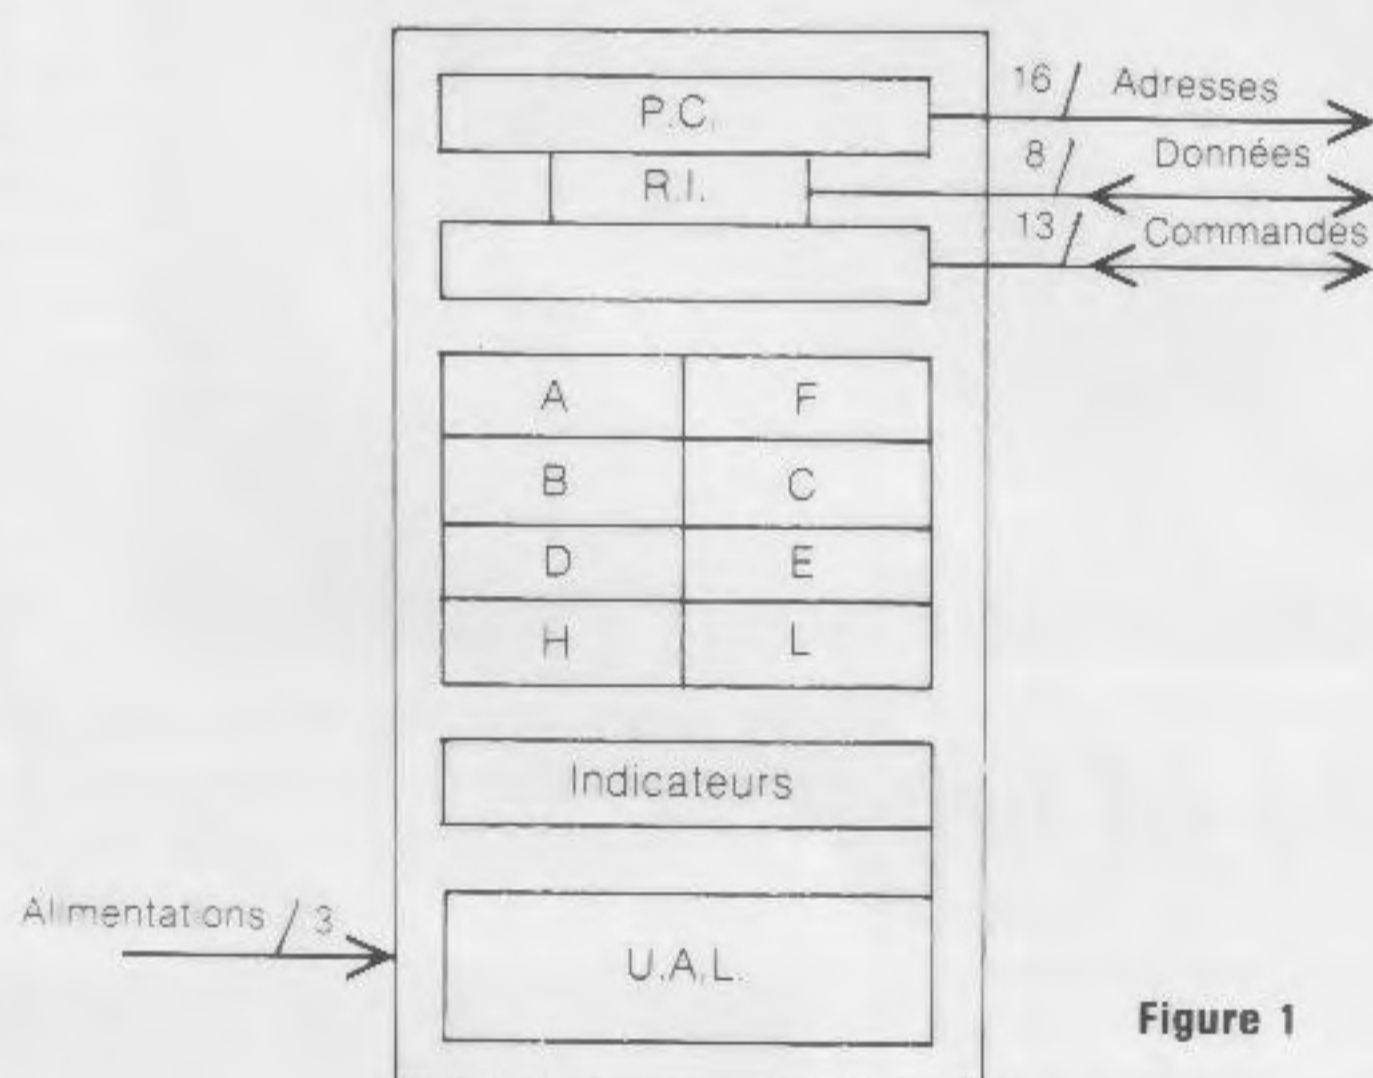 P.C.
16 / Adresses
R.I.
8 / Données
13 / Commandes
A F
B C
D E
H L
Indicateurs
Alimentations / 3
U.A.L.
Figure 1